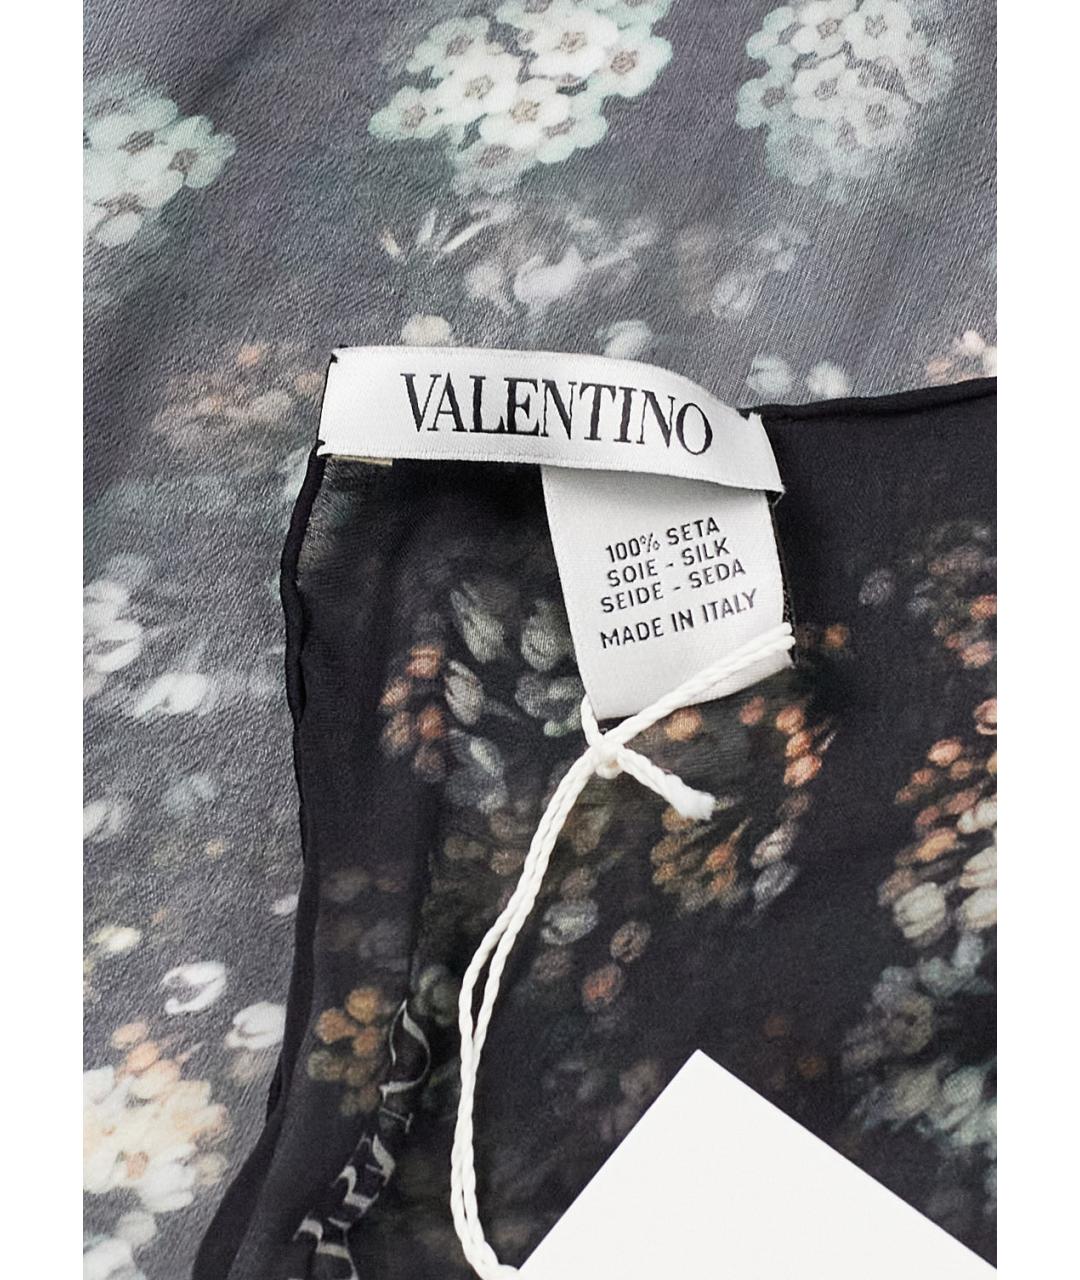 VALENTINO
100% SETA
SOIE - SILK
SEIDE - SEDA
MADE IN ITALY